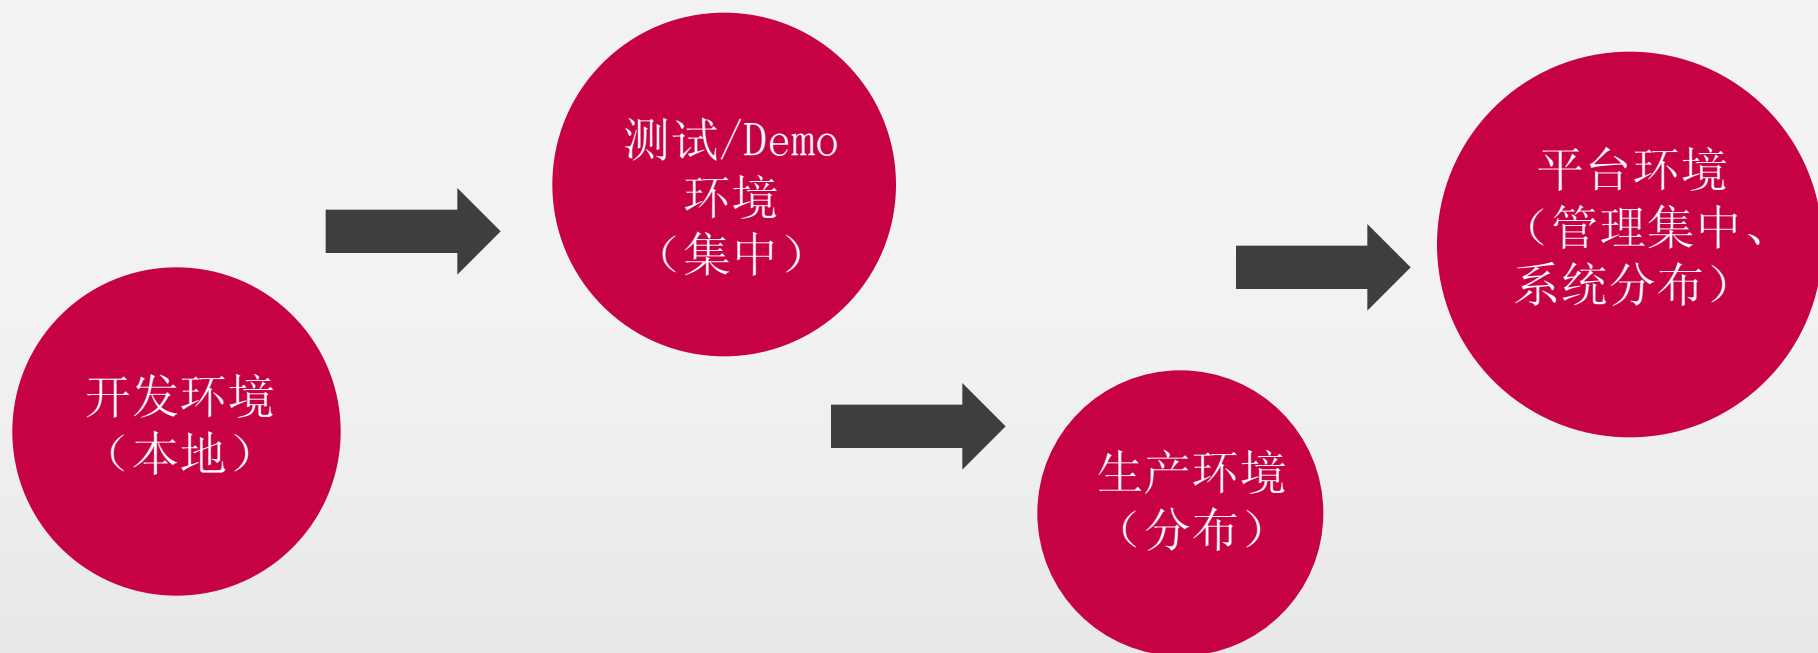 开发环境
（本地）
测试/Demo
环境
（集中）
生产环境
（分布）
平台环境
（管理集中、
系统分布）